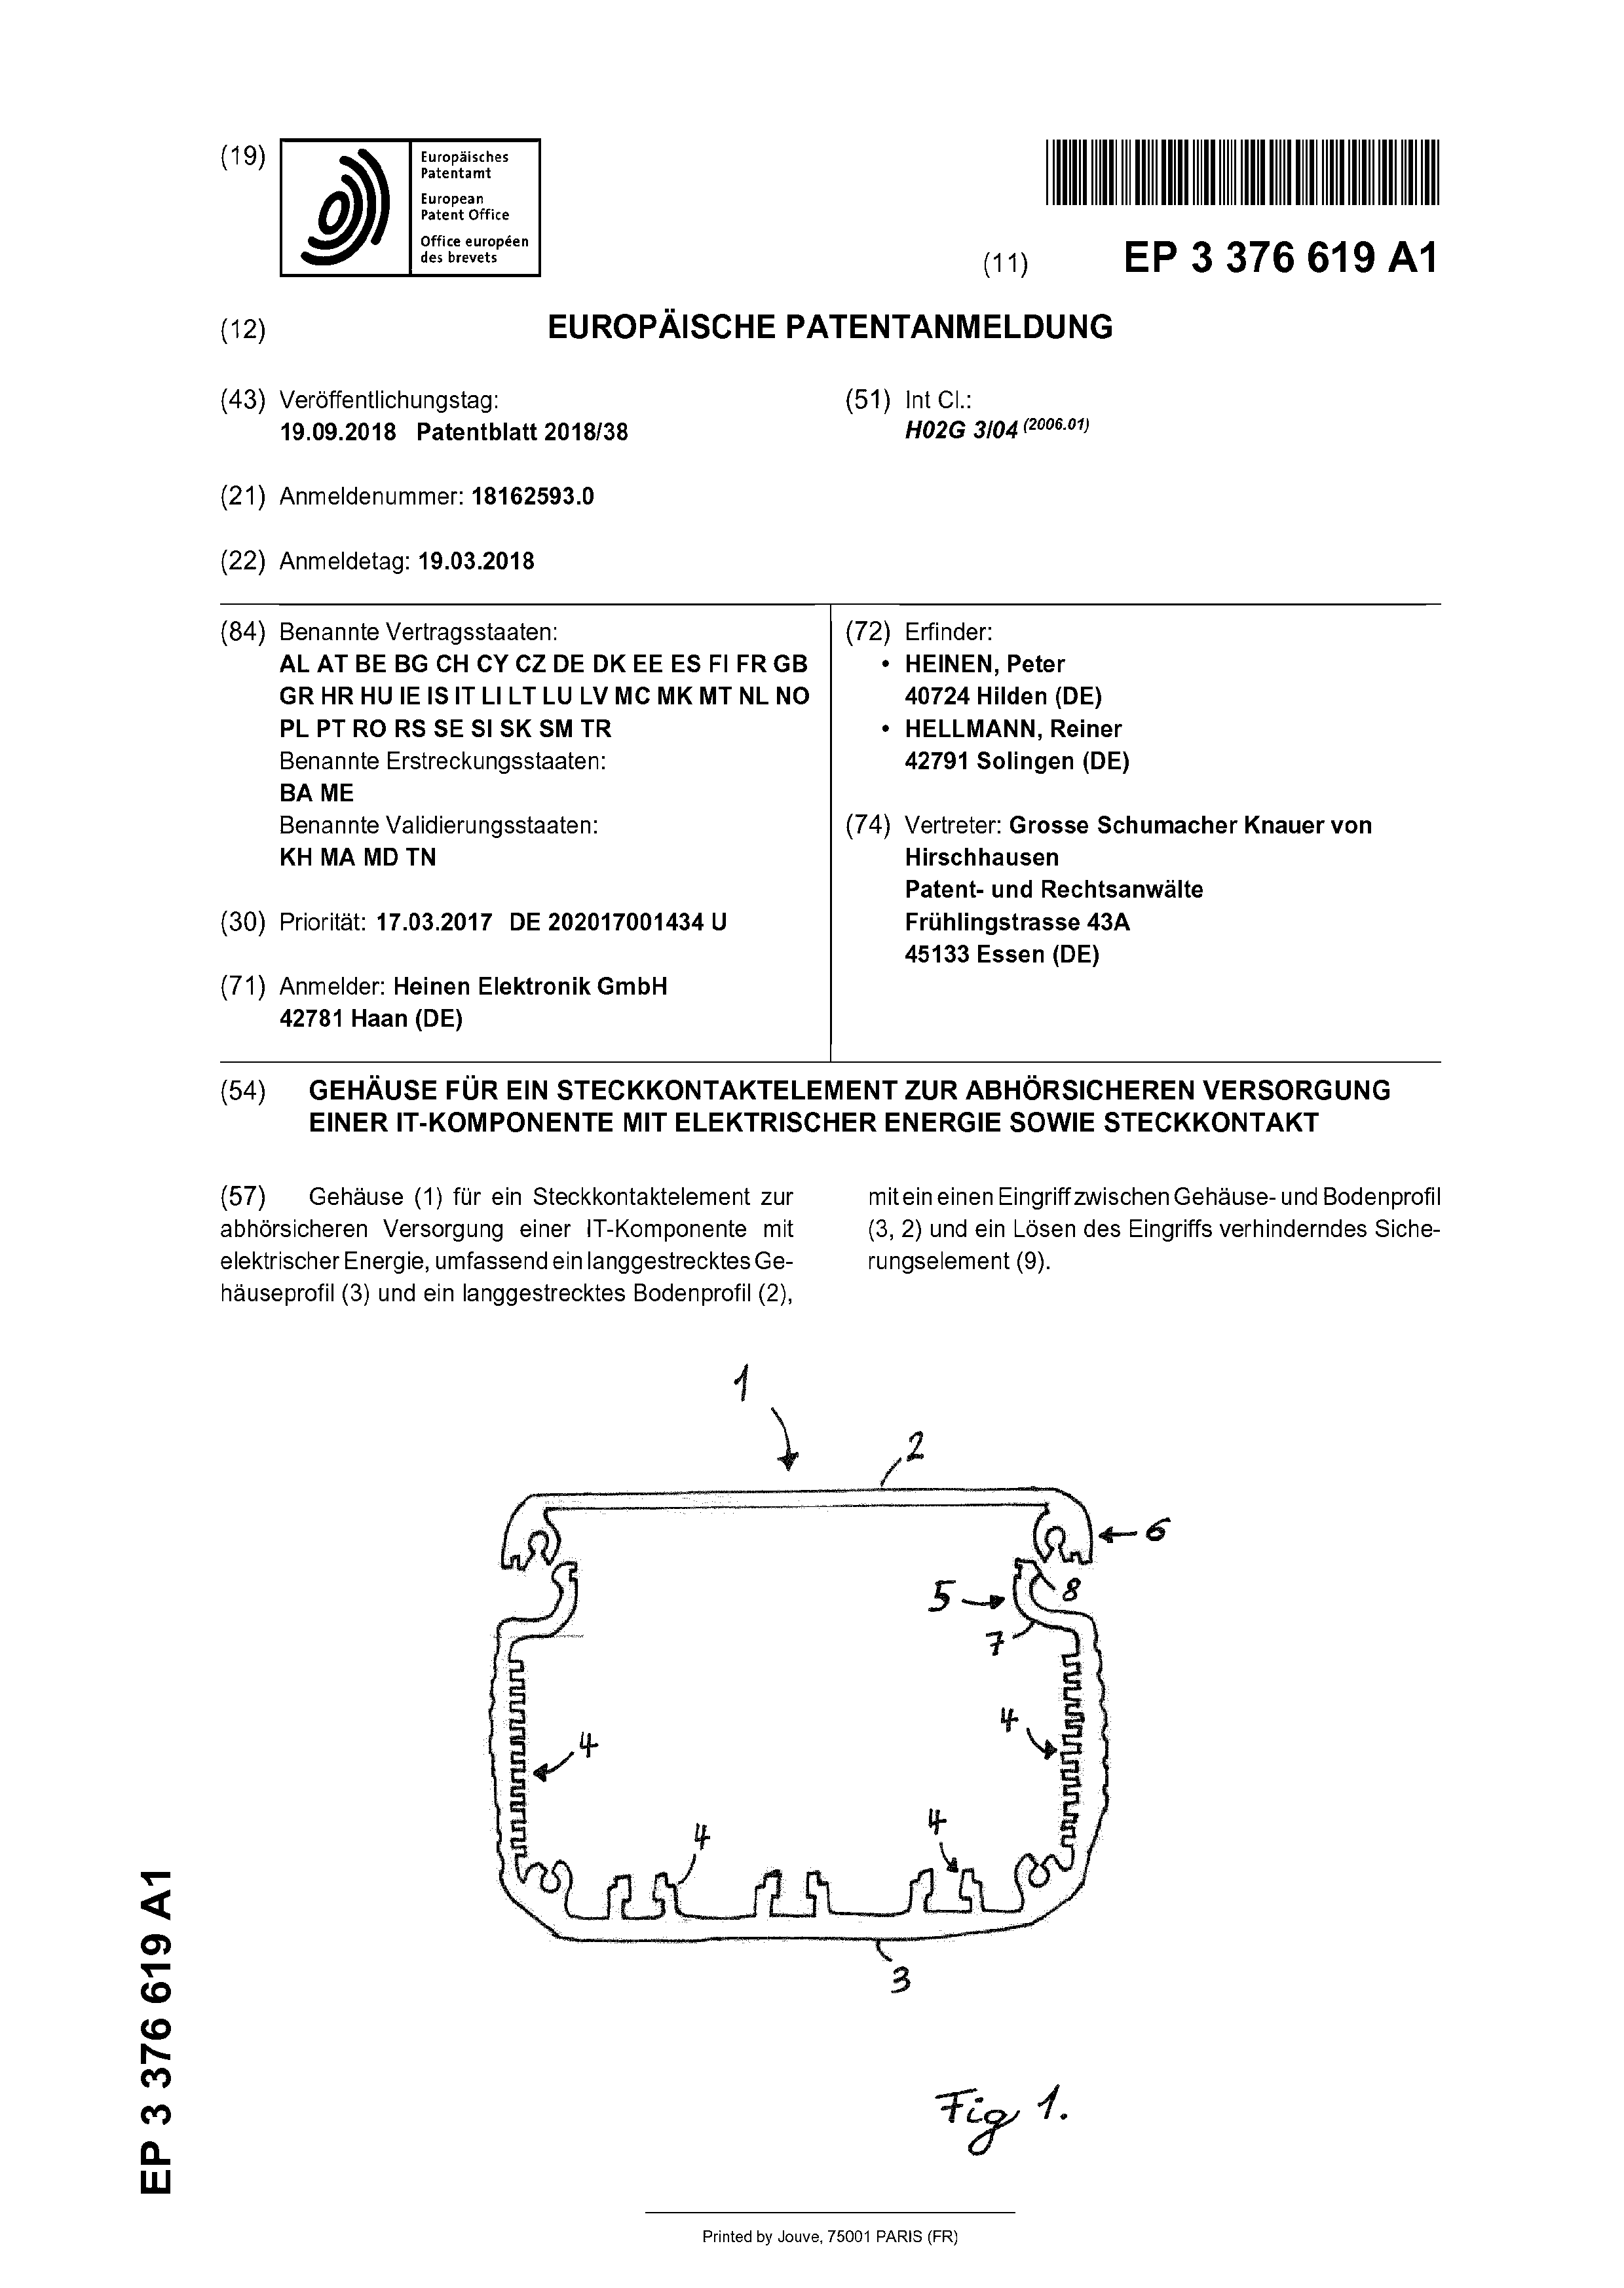 (19)
Europäisches
Patentamt
European
Patent Office
Office européen
des brevets
(11) EP 3 376 619 A1
(12) EUROPÄISCHE PATENTANMELDUNG
(43) Veröffentlichungstag:
19.09.2018 Patentblatt 2018/38
(51) Int Cl.:
H02G 3/04 (2006.01)
(21) Anmeldenummer: 18162593.0
(22) Anmeldetag: 19.03.2018
(84) Benannte Vertragsstaaten:
AL AT BE BG CH CY CZ DE DK EE ES FI FR GB
GR HR HU IE IS IT LI LT LU LV MC MK MT NL NO
PL PT RO RS SE SI SK SM TR
Benannte Erstreckungsstaaten:
BA ME
Benannte Validierungsstaaten:
KH MA MD TN
(30) Priorität: 17.03.2017 DE 202017001434 U
(71) Anmelder: Heinen Elektronik GmbH
42781 Haan (DE)
(72) Erfinder:
• HEINEN, Peter
40724 Hilden (DE)
• HELLMANN, Reiner
42791 Solingen (DE)
(74) Vertreter: Grosse Schumacher Knauer von
Hirschhausen
Patent- und Rechtsanwälte
Frühlingstrasse 43A
45133 Essen (DE)
(54) GEHÄUSE FÜR EIN STECKKONTAKTELEMENT ZUR ABHÖRSICHEREN VERSORGUNG
EINER IT-KOMPONENTE MIT ELEKTRISCHER ENERGIE SOWIE STECKKONTAKT
(57) Gehäuse (1) für ein Steckkontaktelement zur
abhörsicheren Versorgung einer IT-Komponente mit
elektrischer Energie, umfassend ein langgestrecktes Ge-
häuseprofil (3) und ein langgestrecktes Bodenprofil (2),
mit ein einen Eingriff zwischen Gehäuse- und Bodenprofil
(3, 2) und ein Lösen des Eingriffs verhinderndes Siche-
rungselement (9).
1
2
6
5
8
7
4
4
4
4
3
Fig 1.
EP 3 376 619 A1
Printed by Jouve, 75001 PARIS (FR)